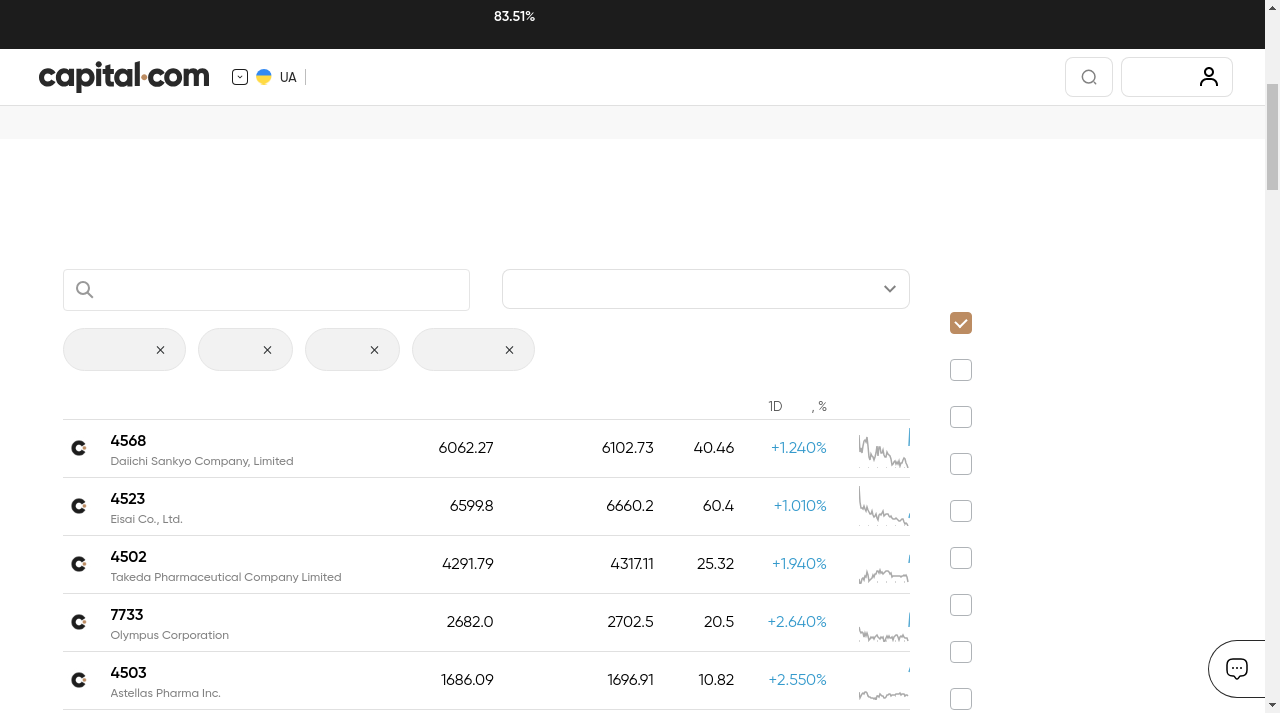 83.51%
capital.com
UA
1D , %
4568 6062.27 6102.73 40.46 +1.240%
Daiichi Sankyo Company, Limited
4523 6599.8 6660.2 60.4 +1.010%
Eisai Co., Ltd.
4502 4291.79 4317.11 25.32 +1.940%
Takeda Pharmaceutical Company Limited
7733 2682.0 2702.5 20.5 +2.640%
Olympus Corporation
4503 1686.09 1696.91 10.82 +2.550%
Astellas Pharma Inc.